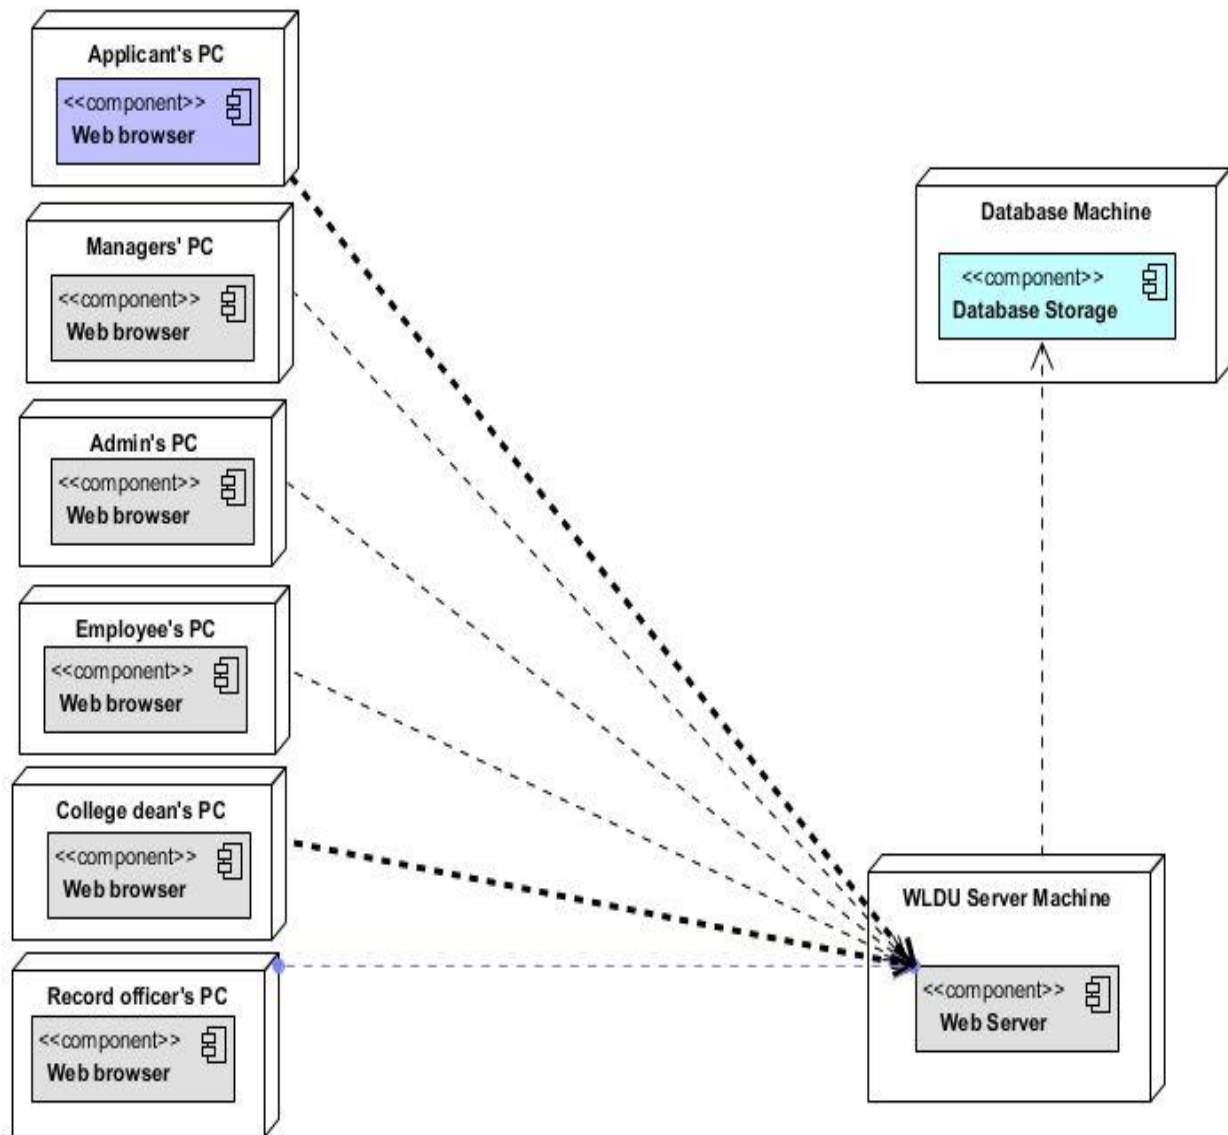 Applicant's PC
<<component>>
Web browser
Managers' PC
<<component>>
Web browser
Admin's PC
<<component>>
Web browser
Employee's PC
<<component>>
Web browser
College dean's PC
<<component>>
Web browser
Record officer's PC
<<component>>
Web browser
Database Machine
<<component>>
Database Storage
WLDU Server Machine
<<component>>
Web Server